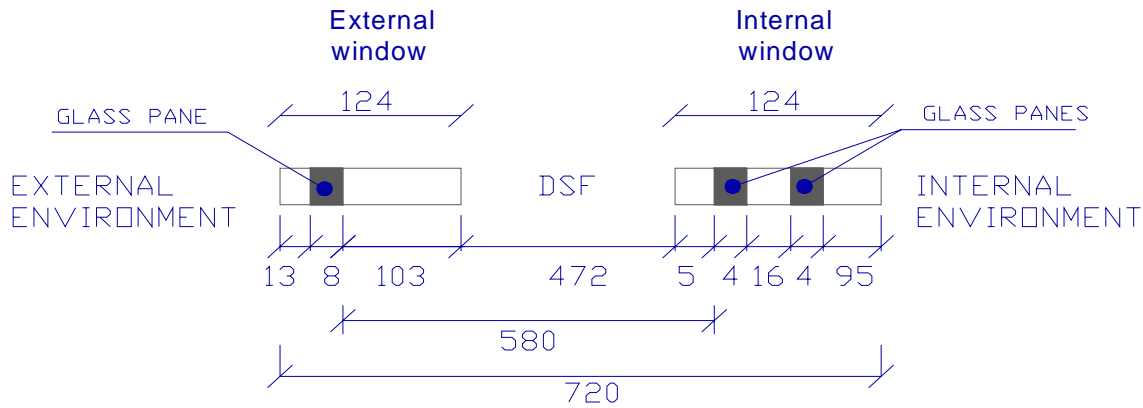 External
window
Internal
window
124
124
GLASS PANE
GLASS PANES
EXTERNAL
ENVIRONMENT
DSF
INTERNAL
ENVIRONMENT
13 8 103 472 5 4 16 4 95
580
720